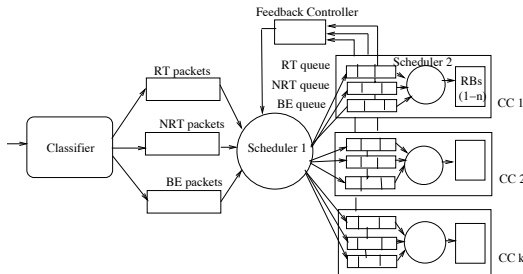 Feedback Controller
RT queue
Scheduler 2
RT packets
NRT queue
RBs
(1−n)
BE queue
CC 1
NRT packets
Classifier
Scheduler 1
BE packets
CC 2
CC k